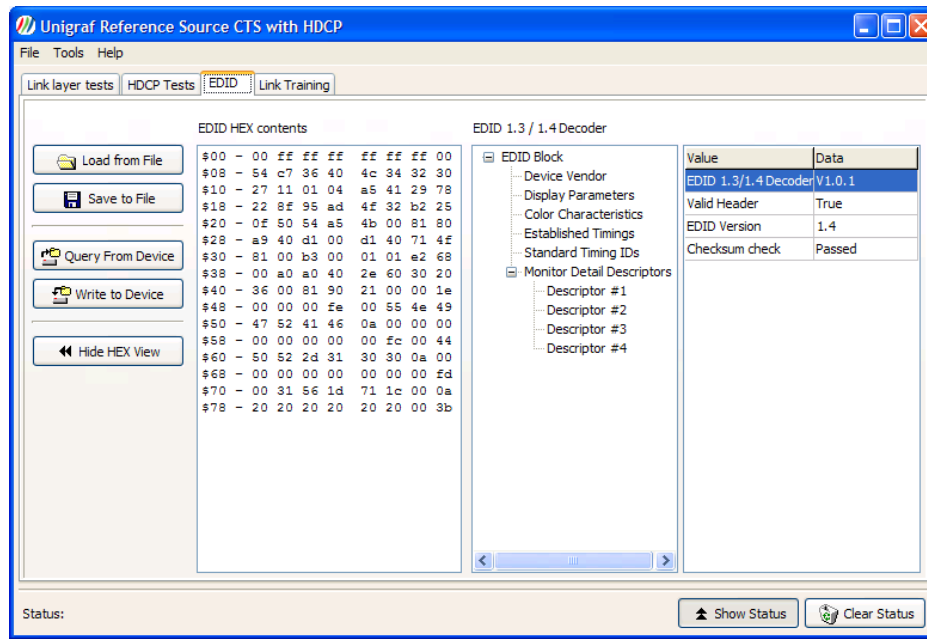 Unigraf Reference Source CTS with HDCP
File Tools Help
Link layer tests HDCP Tests EDID Link Training
EDID HEX contents
EDID 1.3 / 1.4 Decoder
Load from File
Save to File
Query From Device
Write to Device
Hide HEX View
$00 - 00 ff ff ff ff ff ff 00
$08 - 54 c7 36 40 4c 34 32 30
$10 - 27 11 01 04 a5 41 29 78
$18 - 22 8f 95 ad 4f 32 b2 25
$20 - 0f 50 54 a5 4b 00 81 80
$28 - a9 40 d1 00 d1 40 71 4f
$30 - 81 00 b3 00 01 01 e2 68
$38 - 00 a0 a0 40 2e 60 30 20
$40 - 36 00 81 90 21 00 00 1e
$48 - 00 00 00 fe 00 55 4e 49
$50 - 47 52 41 46 0a 00 00 00
$58 - 00 00 00 00 00 fc 00 44
$60 - 50 52 2d 31 30 30 0a 00
$68 - 00 00 00 00 00 00 00 fd
$70 - 00 31 56 1d 71 1c 00 0a
$78 - 20 20 20 20 20 20 00 3b
EDID Block
Device Vendor
Display Parameters
Color Characteristics
Established Timings
Standard Timing IDs
Monitor Detail Descriptors
Descriptor #1
Descriptor #2
Descriptor #3
Descriptor #4
Value Data
EDID 1.3/1.4 Decoder V1.0.1
Valid Header True
EDID Version 1.4
Checksum check Passed
Status:
Show Status
Clear Status